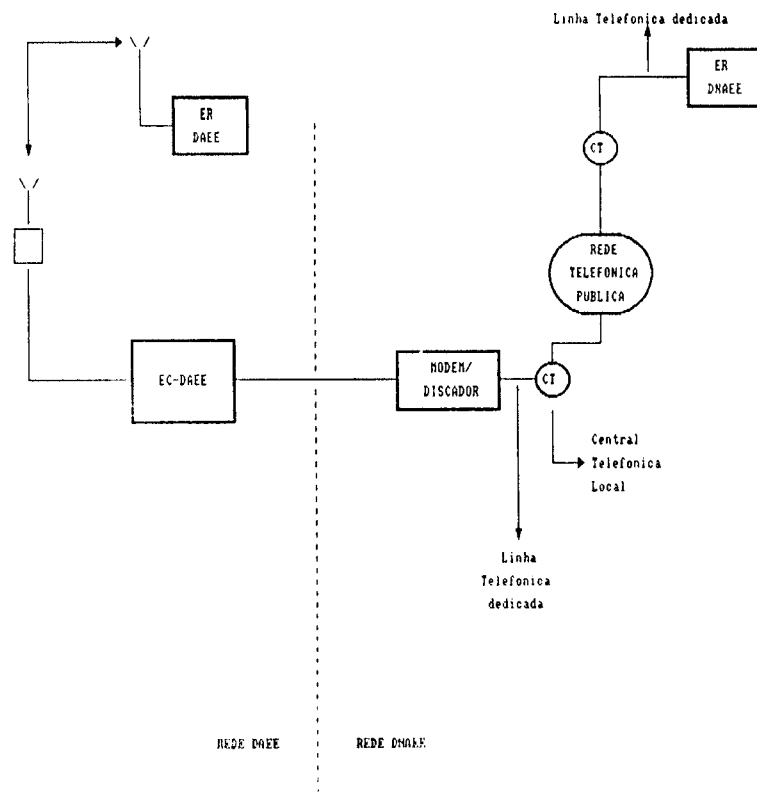 Linha Telefonica dedicada
ER
DAEE
ER
DNAEE
CT
REDE
TELEFONICA
PUBLICA
EC-DAEE
MODEM/
DISCADOR
CT
Central
Telefonica
Local
Linha
Telefonica
dedicada
REDE DAEE
REDE DNAEE